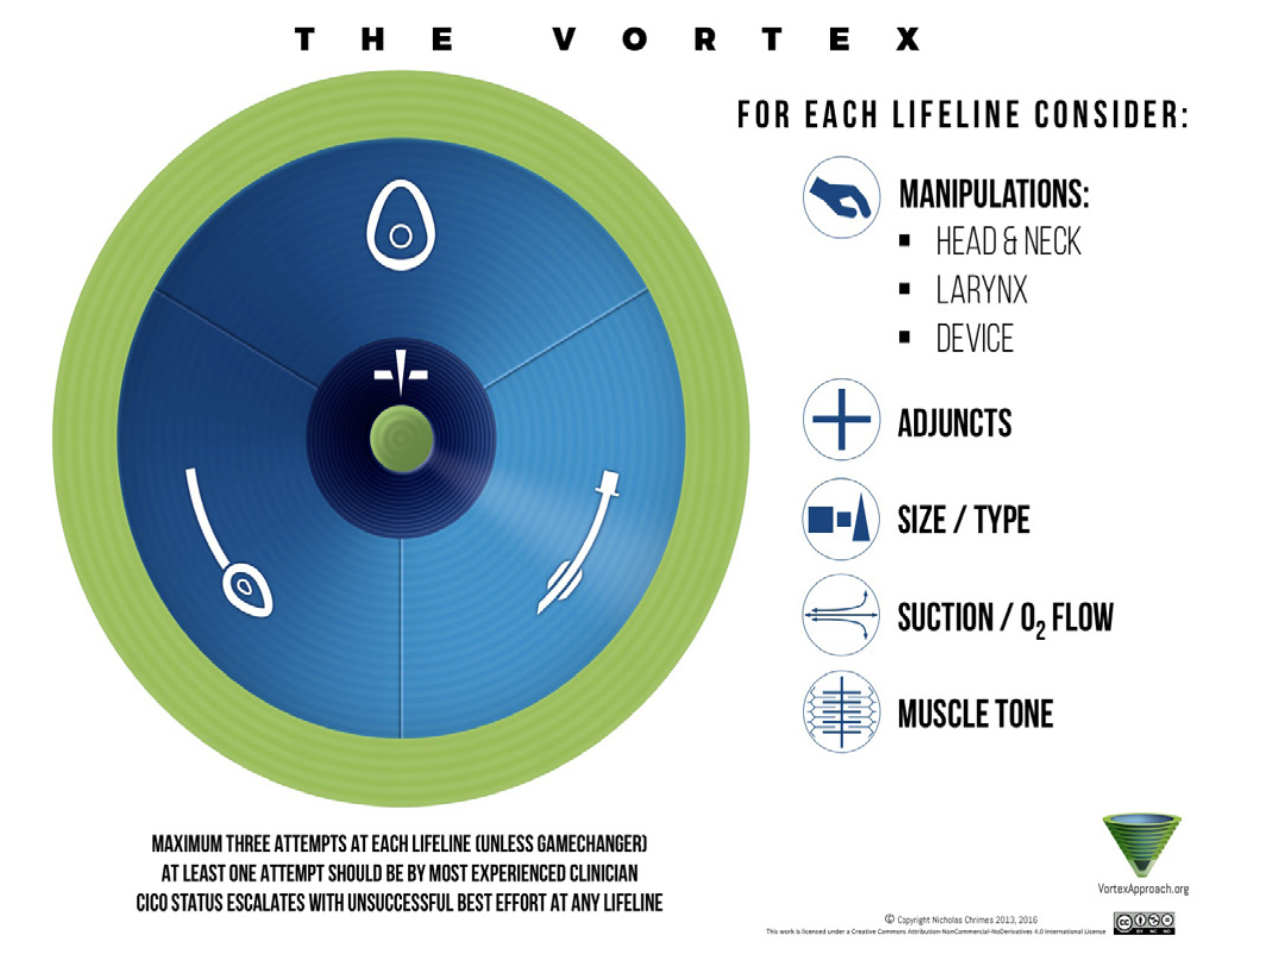 THE VORTEX
FOR EACH LIFELINE CONSIDER:
MANIPULATIONS:
▪ HEAD & NECK
▪ LARYNX
▪ DEVICE
ADJUNCTS
SIZE / TYPE
SUCTION / O₂ FLOW
MUSCLE TONE
MAXIMUM THREE ATTEMPTS AT EACH LIFELINE (UNLESS GAMECHANGER)
AT LEAST ONE ATTEMPT SHOULD BE BY MOST EXPERIENCED CLINICIAN
CICO STATUS ESCALATES WITH UNSUCCESSFUL BEST EFFORT AT ANY LIFELINE
VortexApproach.org
© Copyright Nicholas Chrimes 2013, 2016
This work is licensed under a Creative Commons Attribution-NonCommercial-NoDerivatives 4.0 International License
cc
BY NC ND